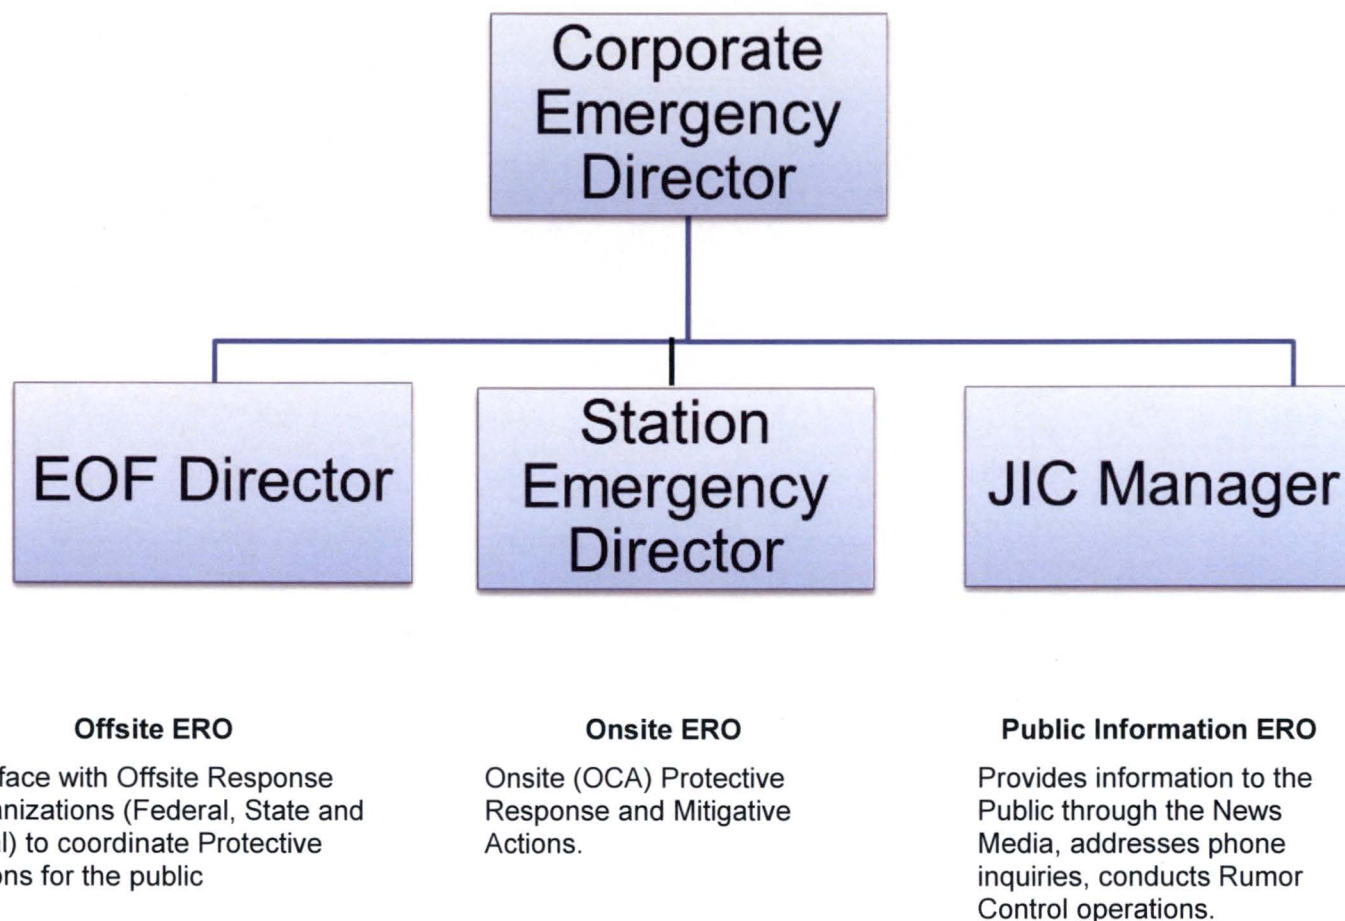 Corporate
Emergency
Director
EOF Director
Station
Emergency
Director
JIC Manager
Offsite ERO
face with Offsite Response
anizations (Federal, State and
l) to coordinate Protective
ons for the public
Onsite ERO
Onsite (OCA) Protective
Response and Mitigative
Actions.
Public Information ERO
Provides information to the
Public through the News
Media, addresses phone
inquiries, conducts Rumor
Control operations.